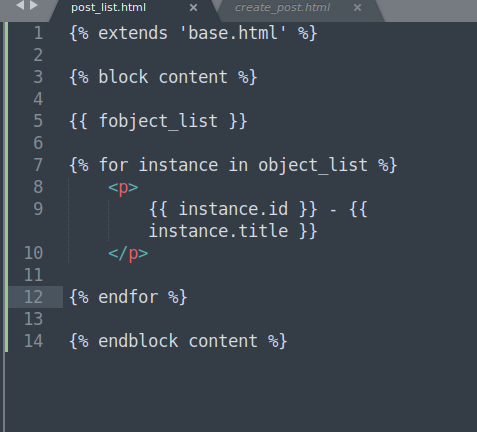 post_list.html × create_post.html ×
1 {% extends 'base.html' %}
2
3 {% block content %}
4
5 {{ fobject_list }}
6
7 {% for instance in object_list %}
8 <p>
9 {{ instance.id }} - {{
instance.title }}
10 </p>
11
12 {% endfor %}
13
14 {% endblock content %}